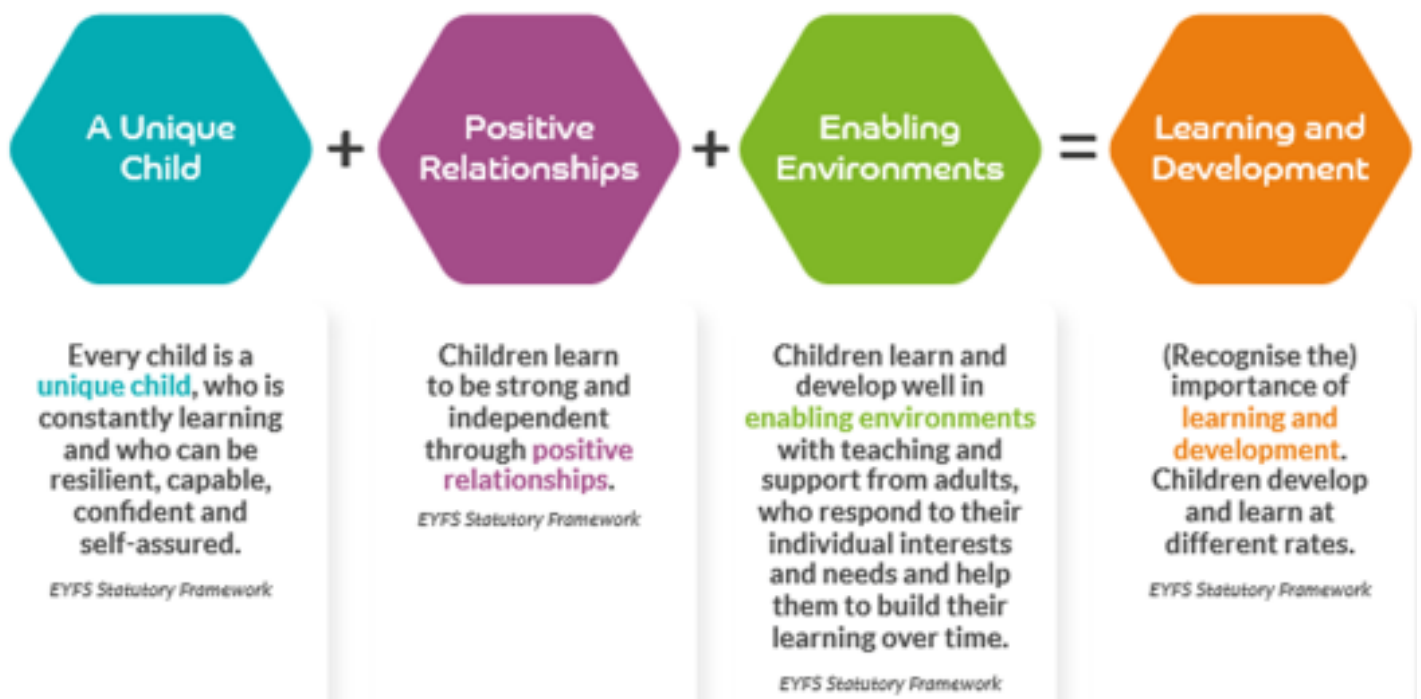 A Unique
Child
+
Positive
Relationships
+
Enabling
Environments
=
Learning and
Development
Every child is a
unique child, who is
constantly learning
and who can be
resilient, capable,
confident and
self-assured.
EYFS Statutory Framework
Children learn
to be strong and
independent
through positive
relationships.
EYFS Statutory Framework
Children learn and
develop well in
enabling environments
with teaching and
support from adults,
who respond to their
individual interests
and needs and help
them to build their
learning over time.
EYFS Statutory Framework
(Recognise the)
importance of
learning and
development.
Children develop
and learn at
different rates.
EYFS Statutory Framework